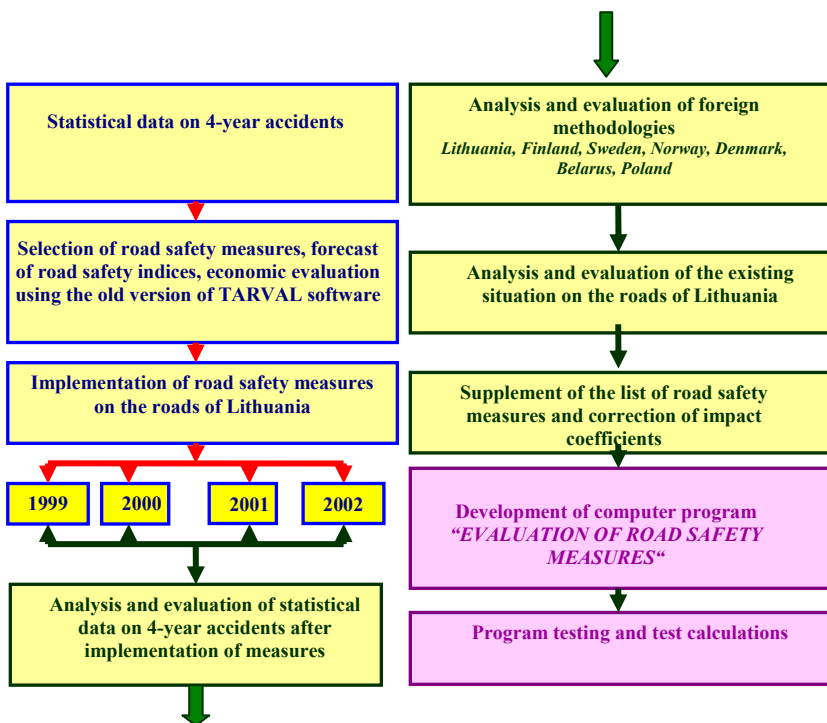 Statistical data on 4-year accidents
Selection of road safety measures, forecast
of road safety indices, economic evaluation
using the old version of TARVAL software
Implementation of road safety measures
on the roads of Lithuania
1999
2000
2001
2002
Analysis and evaluation of statistical
data on 4-year accidents after
implementation of measures
Analysis and evaluation of foreign
methodologies
Lithuania, Finland, Sweden, Norway, Denmark,
Belarus, Poland
Analysis and evaluation of the existing
situation on the roads of Lithuania
Supplement of the list of road safety
measures and correction of impact
coefficients
Development of computer program
“EVALUATION OF ROAD SAFETY
MEASURES“
Program testing and test calculations